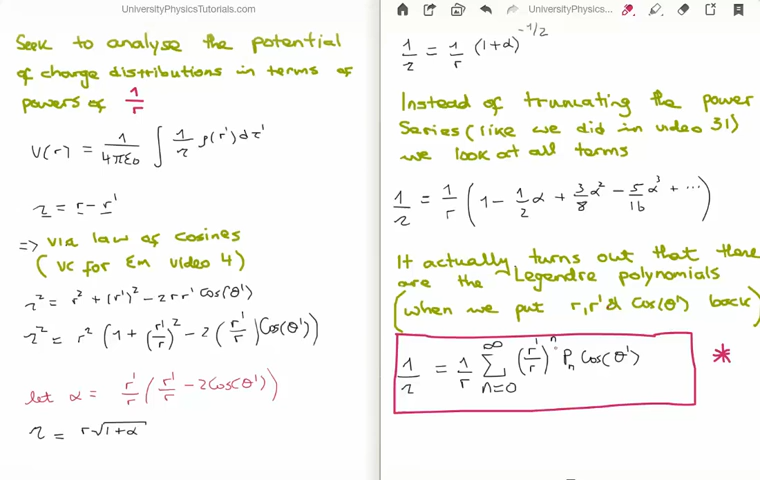 UniversityPhysicsTutorials.com
Seek to analyse the potential
of charge distributions in terms of
powers of 1/r
V(r) = 1/4πε0 ∫ 1/𝓇 ρ(r')dτ'
𝓇 = r - r'
=> via law of cosines
(VC for Em video 4)
𝓇² = r² + (r')² - 2rr' cos(θ')
𝓇² = r² (1 + (r'/r)² - 2(r'/r)Cos(θ'))
let α = r'/r (r'/r - 2Cos(θ'))
𝓇 = r√1+α
UniversityPhysics...
1/𝓇 = 1/r (1+α)^-1/2
Instead of truncating the power
Series (like we did in video 31)
we look at all terms
1/𝓇 = 1/r (1 - 1/2 α + 3/8 α² - 5/16 α³ + ...)
It actually turns out that these
are the Legendre polynomials
(when we put r, r' & Cos(θ') back)
1/𝓇 = 1/r ∑ n=0 ∞ (r'/r)^n Pn Cos(θ') *